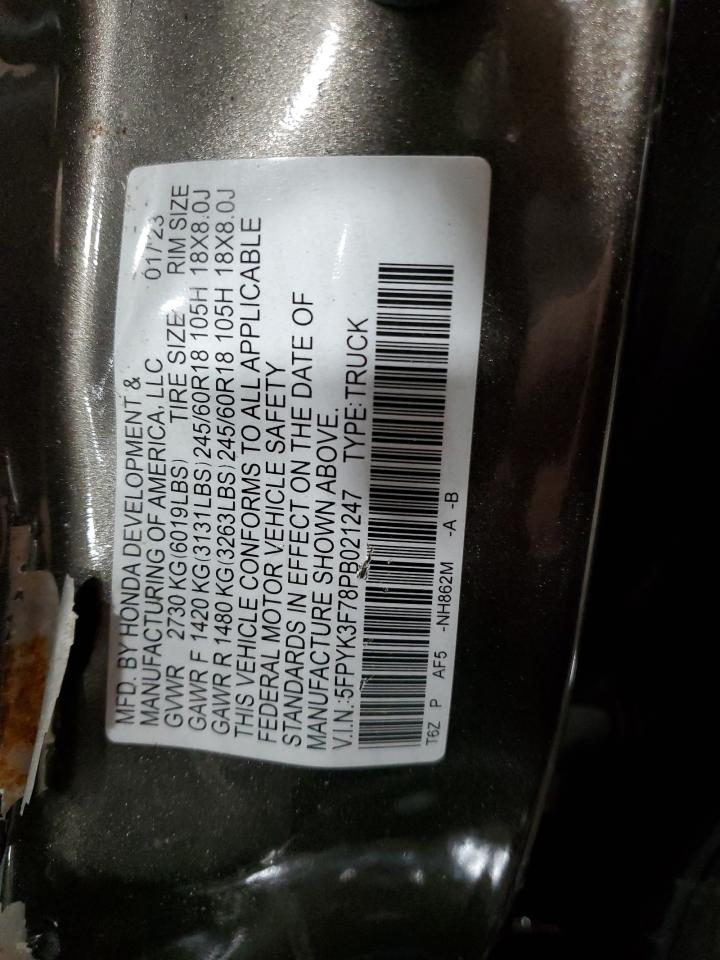 MFD. BY HONDA DEVELOPMENT &
MANUFACTURING OF AMERICA, LLC 01/23
GVWR 2730 KG(6019LBS) TIRE SIZE RIM SIZE
GAWR F 1420 KG(3131LBS) 245/60R18 105H 18X8.0J
GAWR R 1480 KG(3263LBS) 245/60R18 105H 18X8.0J
THIS VEHICLE CONFORMS TO ALL APPLICABLE
FEDERAL MOTOR VEHICLE SAFETY
STANDARDS IN EFFECT ON THE DATE OF
MANUFACTURE SHOWN ABOVE.
V.I.N.:5FPYK3F78PB021247 TYPE:TRUCK
T6Z P AF5 -NH862M -A -B